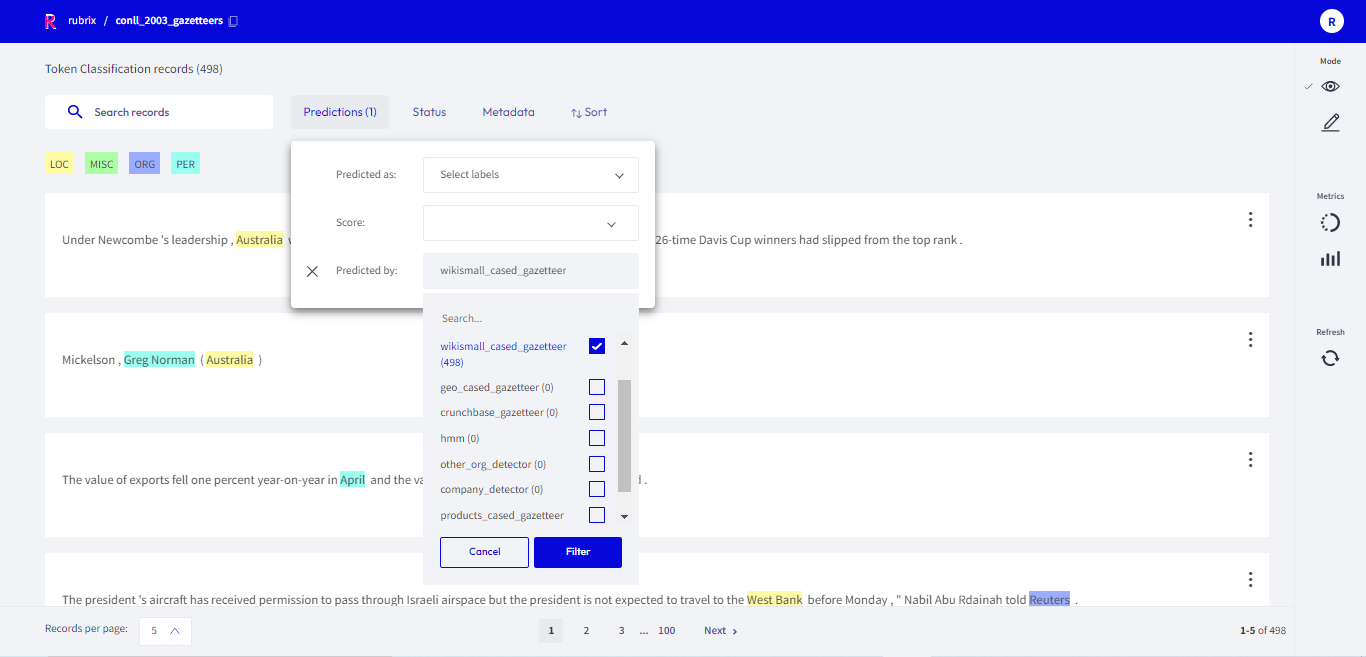 rubrix / conll_2003_gazetteers
R
Token Classification records (498)
Mode
Search records
Predictions (1)
Status
Metadata
Sort
LOC
MISC
ORG
PER
Predicted as:
Select labels
Score:
Predicted by:
wikismall_cased_gazetteer
Search...
wikismall_cased_gazetteer
(498)
geo_cased_gazetteer (0)
crunchbase_gazetteer (0)
hmm (0)
other_org_detector (0)
company_detector (0)
products_cased_gazetteer
Cancel
Filter
Metrics
Refresh
Under Newcombe 's leadership , Australia 26-time Davis Cup winners had slipped from the top rank .
Mickelson , Greg Norman ( Australia )
The value of exports fell one percent year-on-year in April and the va
The president 's aircraft has received permission to pass through Israeli airspace but the president is not expected to travel to the West Bank before Monday , " Nabil Abu Rdainah told Reuters .
Records per page:
5
1
2
3
...
100
Next
1-5 of 498